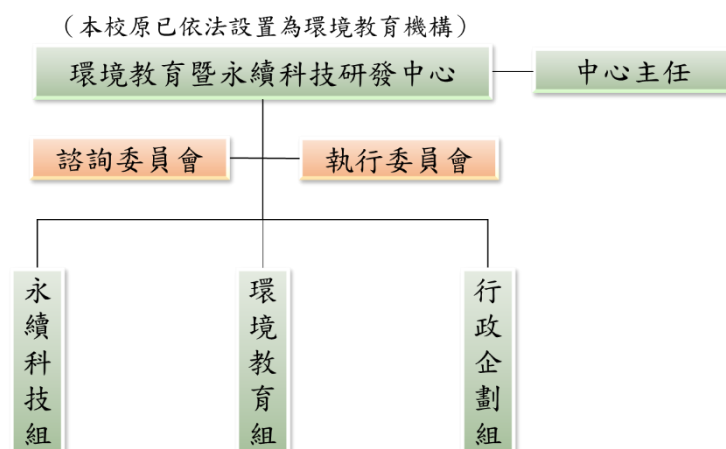 （本校原已依法設置為環境教育機構）
環境教育暨永續科技研發中心
中心主任
諮詢委員會
執行委員會
永續科技組
環境教育組
行政企劃組